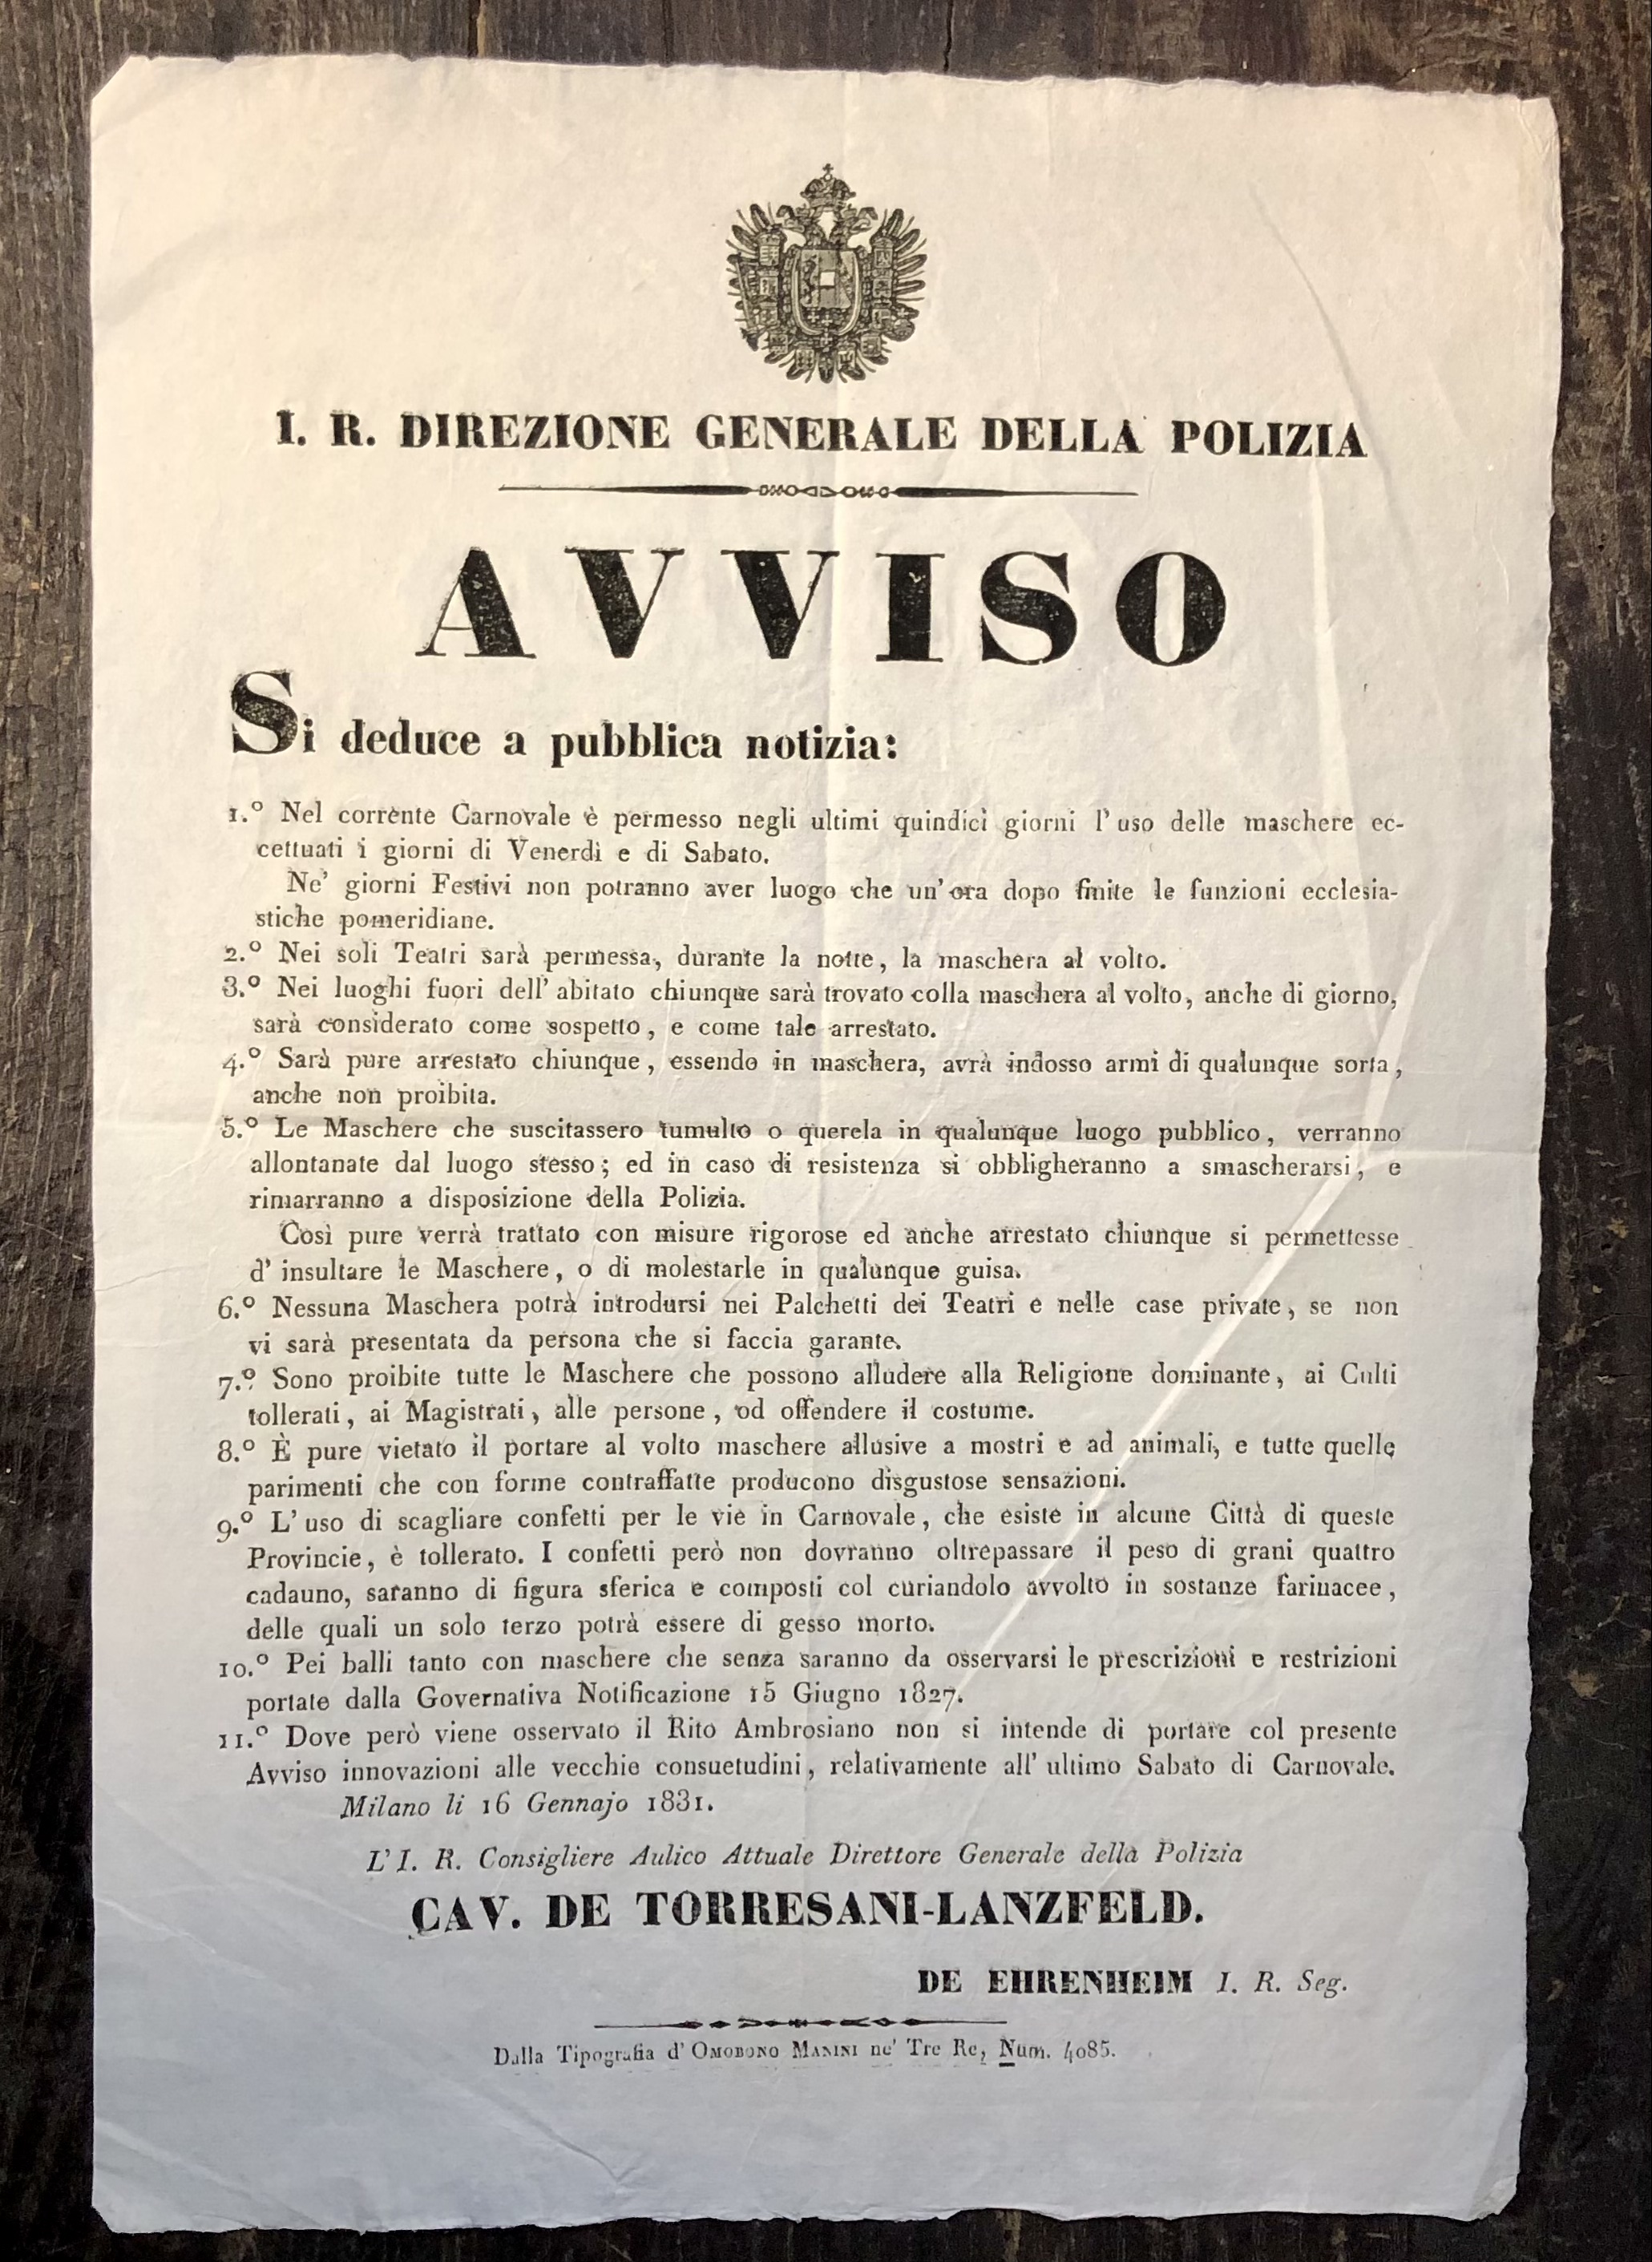 I. R. DIREZIONE GENERALE DELLA POLIZIA
AVVISO
Si deduce a pubblica notizia:
1.º Nel corrente Carnovale è permesso negli ultimi quindici giorni l'uso delle maschere ec-
cettuati i giorni di Venerdì e di Sabato.
Ne' giorni Festivi non potranno aver luogo che un'ora dopo finite le funzioni ecclesia-
stiche pomeridiane.
2.º Nei soli Teatri sarà permessa, durante la notte, la maschera al volto.
3.º Nei luoghi fuori dell'abitato chiunque sarà trovato colla maschera al volto, anche di giorno,
sarà considerato come sospetto, e come tale arrestato.
4.º Sarà pure arrestato chiunque, essendo in maschera, avrà indosso armi di qualunque sorta,
anche non proibita.
5.º Le Maschere che suscitassero tumulto o querela in qualunque luogo pubblico, verranno
allontanate dal luogo stesso; ed in caso di resistenza si obbligheranno a smascherarsi, e
rimarranno a disposizione della Polizia.
Così pure verrà trattato con misure rigorose ed anche arrestato chiunque si permettesse
d'insultare le Maschere, o di molestarle in qualunque guisa.
6.º Nessuna Maschera potrà introdursi nei Palchetti dei Teatri e nelle case private, se non
vi sarà presentata da persona che si faccia garante.
7.º Sono proibite tutte le Maschere che possono alludere alla Religione dominante, ai Culti
tollerati, ai Magistrati, alle persone, od offendere il costume.
8.º È pure vietato il portare al volto maschere allusive a mostri e ad animali, e tutte quelle
parimenti che con forme contraffatte producono disgustose sensazioni.
9.º L'uso di scagliare confetti per le vie in Carnovale, che esiste in alcune Città di queste
Provincie, è tollerato. I confetti però non dovranno oltrepassare il peso di grani quattro
cadauno, saranno di figura sferica e composti col curiandolo avvolto in sostanze farinacee,
delle quali un solo terzo potrà essere di gesso morto.
10.º Pei balli tanto con maschere che senza saranno da osservarsi le prescrizioni e restrizioni
portate dalla Governativa Notificazione 15 Giugno 1827.
11.º Dove però viene osservato il Rito Ambrosiano non si intende di portare col presente
Avviso innovazioni alle vecchie consuetudini, relativamente all'ultimo Sabato di Carnovale.
Milano li 16 Gennajo 1831.
L'I. R. Consigliere Aulico Attuale Direttore Generale della Polizia
CAV. DE TORRESANI-LANZFELD.
DE EHRENHEIM I. R. Seg.
Dalla Tipografia d'OMOBONO MANINI ne' Tre Re, Num. 4085.